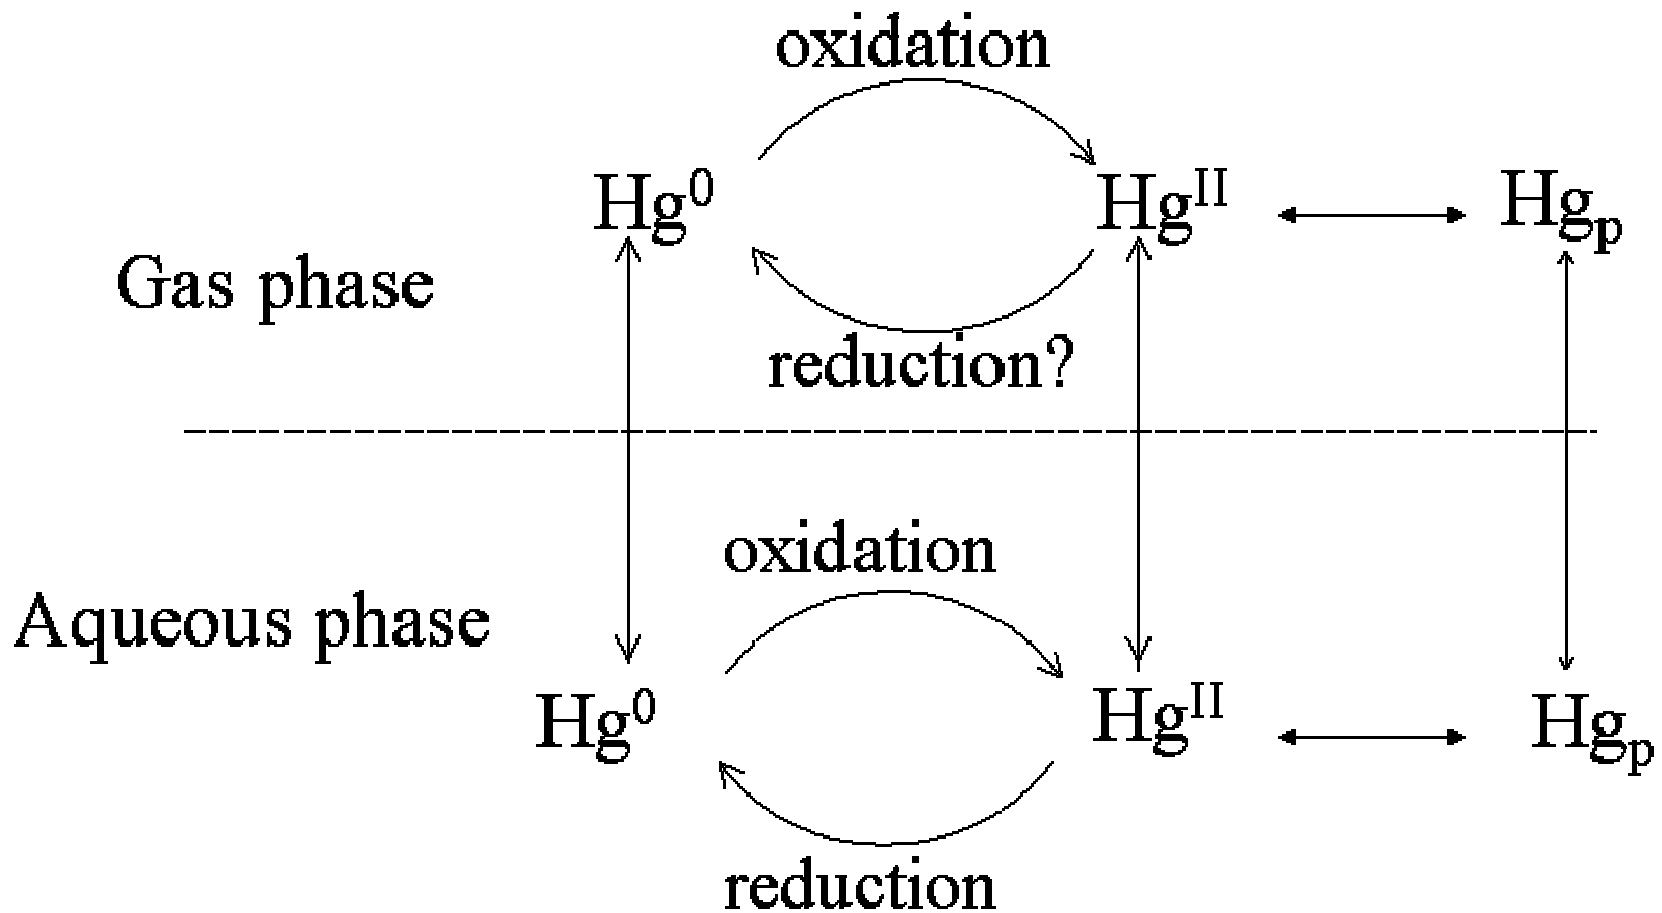 oxidation
Hg⁰ Hgᴵᴵ Hgₚ
Gas phase
reduction?
oxidation
Aqueous phase
Hg⁰ Hgᴵᴵ Hgₚ
reduction